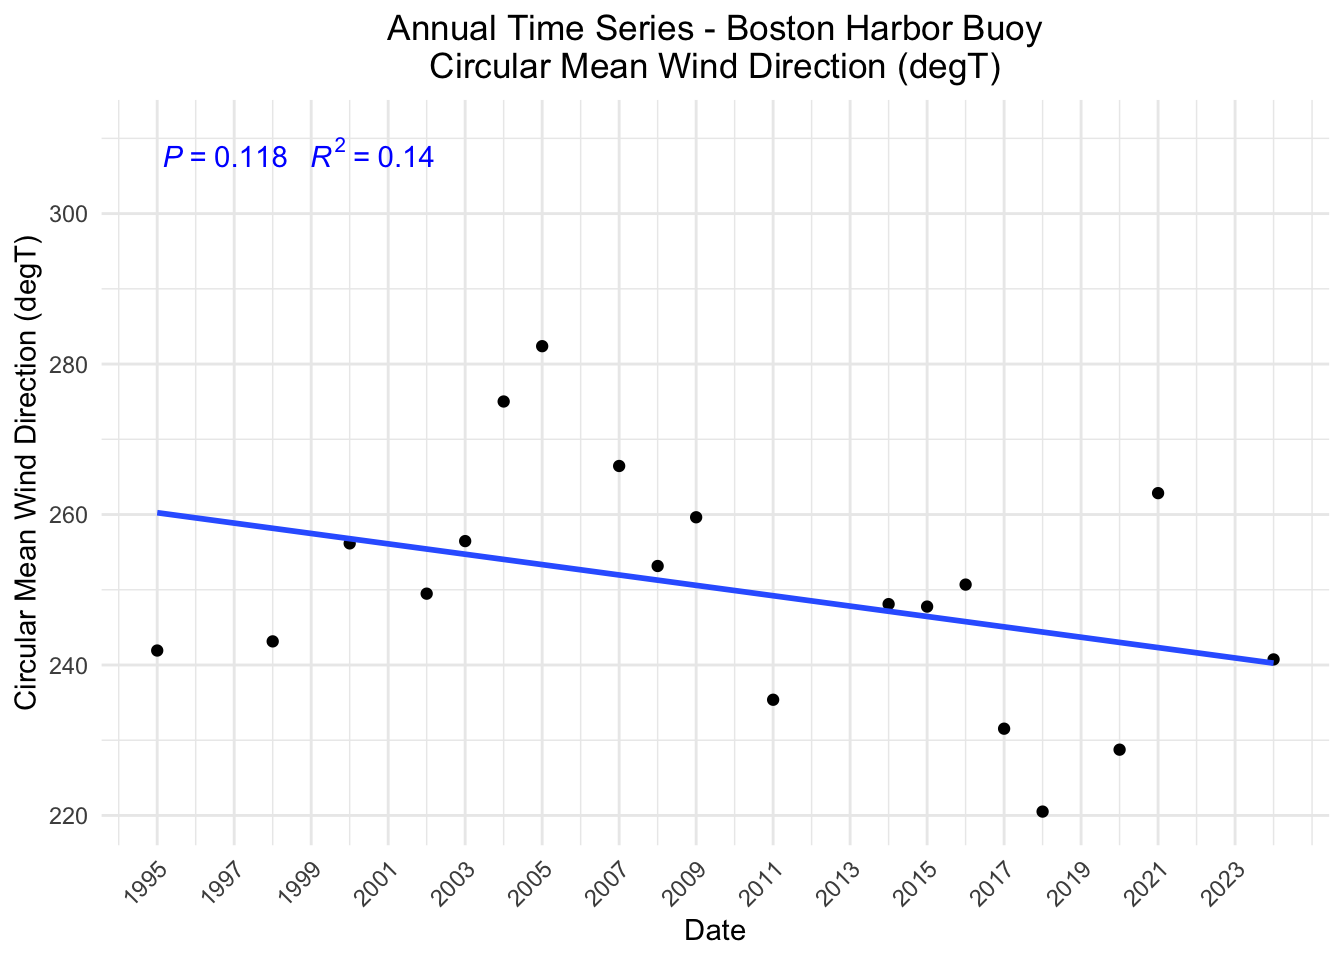 Annual Time Series - Boston Harbor Buoy
Circular Mean Wind Direction (degT)
P = 0.118 R² = 0.14
Circular Mean Wind Direction (degT)
300
280
260
240
220
1995 1997 1999 2001 2003 2005 2007 2009 2011 2013 2015 2017 2019 2021 2023
Date